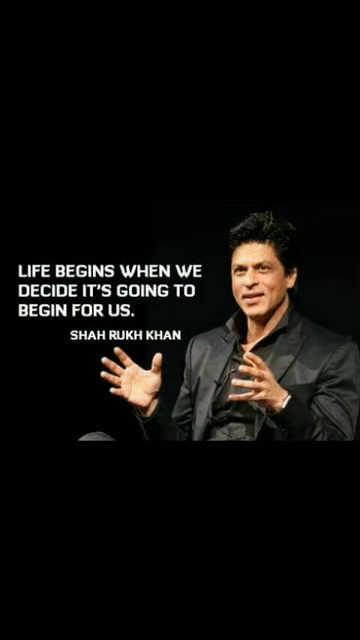 LIFE BEGINS WHEN WE
DECIDE IT'S GOING TO
BEGIN FOR US.
SHAH RUKH KHAN